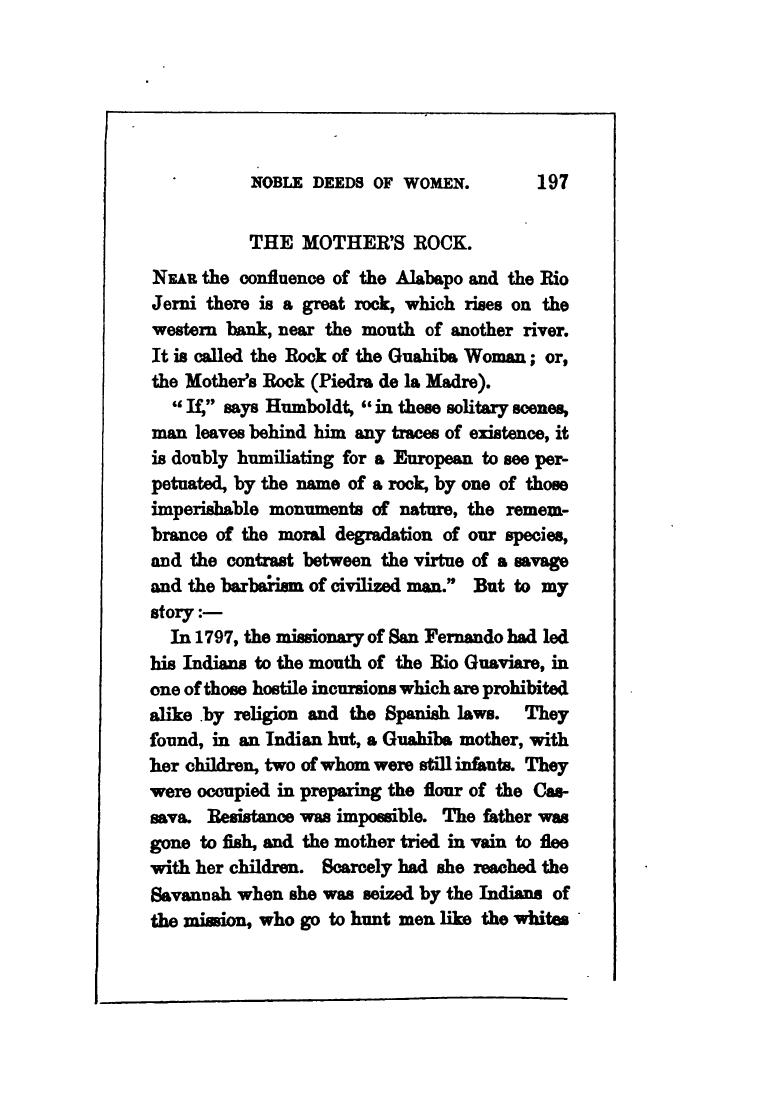 NOBLE DEEDS OF WOMEN. 197
THE MOTHER'S ROCK.
NEAR the confluence of the Alabapo and the Rio
Jerni there is a great rock, which rises on the
western bank, near the mouth of another river.
It is called the Rock of the Guahiba Woman; or,
the Mother's Rock (Piedra de la Madre).
"If," says Humboldt, "in these solitary scenes,
man leaves behind him any traces of existence, it
is doubly humiliating for a European to see per-
petuated, by the name of a rock, by one of those
imperishable monuments of nature, the remem-
brance of the moral degradation of our species,
and the contrast between the virtue of a savage
and the barbarism of civilized man." But to my
story:—
In 1797, the missionary of San Fernando had led
his Indians to the mouth of the Rio Guaviare, in
one of those hostile incursions which are prohibited
alike by religion and the Spanish laws. They
found, in an Indian hut, a Guahiba mother, with
her children, two of whom were still infants. They
were occupied in preparing the flour of the Cas-
sava. Resistance was impossible. The father was
gone to fish, and the mother tried in vain to flee
with her children. Scarcely had she reached the
Savannah when she was seized by the Indians of
the mission, who go to hunt men like the whites